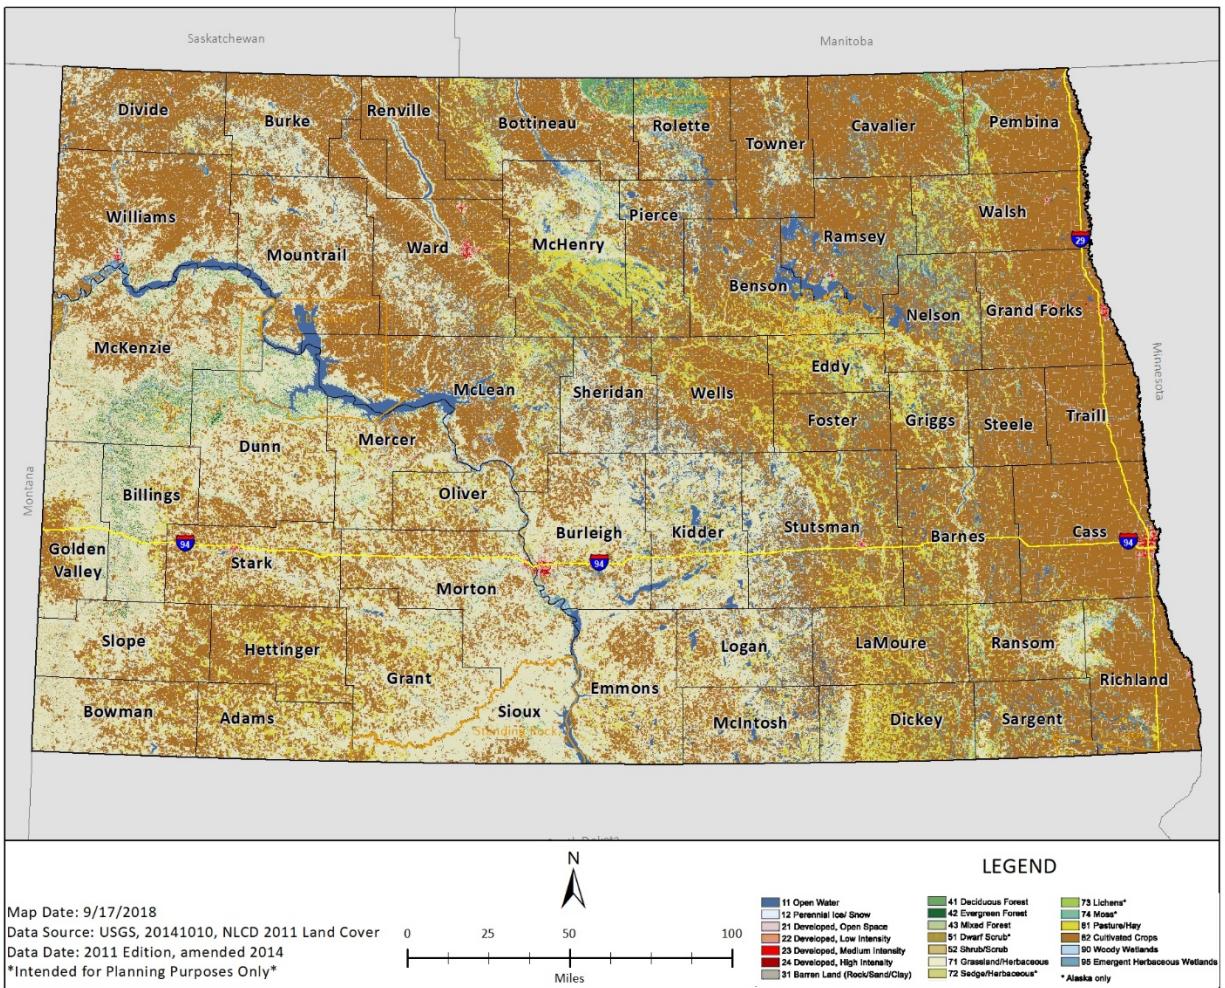 Saskatchewan
Manitoba
Divide
Burke
Renville
Bottineau
Rolette
Towner
Cavalier
Pembina
Williams
Mountrail
Ward
McHenry
Pierce
Ramsey
Walsh
29
Benson
Nelson
Grand Forks
McKenzie
McLean
Sheridan
Wells
Eddy
Minnesota
Dunn
Mercer
Foster
Griggs
Steele
Traill
Montana
Billings
Oliver
Burleigh
Kidder
Stutsman
Barnes
Cass
94
94
94
Golden
Valley
Stark
Morton
Slope
Hettinger
Grant
Logan
LaMoure
Ransom
Richland
Bowman
Adams
Sioux
Emmons
McIntosh
Dickey
Sargent
Standing Rock
N
LEGEND
Map Date: 9/17/2018
Data Source: USGS, 20141010, NLCD 2011 Land Cover
Data Date: 2011 Edition, amended 2014
*Intended for Planning Purposes Only*
0 25 50 100
Miles
11 Open Water
12 Perennial Ice/ Snow
21 Developed, Open Space
22 Developed, Low Intensity
23 Developed, Medium Intensity
24 Developed, High Intensity
31 Barren Land (Rock/Sand/Clay)
41 Deciduous Forest
42 Evergreen Forest
43 Mixed Forest
51 Dwarf Scrub*
52 Shrub/Scrub
71 Grassland/Herbaceous
72 Sedge/Herbaceous*
73 Lichens*
74 Moss*
81 Pasture/Hay
82 Cultivated Crops
90 Woody Wetlands
95 Emergent Herbaceous Wetlands
* Alaska only